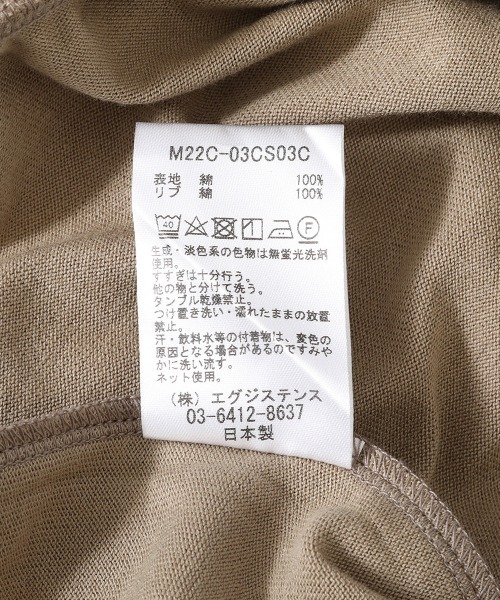 M22C-03CS03C
表地 綿 100%
リブ 綿 100%
40 F
生成・淡色系の色物は無蛍光洗剤
使用。
すすぎは十分行う。
他の物と分けて洗う。
タンブル乾燥禁止。
つけ置き洗い・濡れたままの放置
禁止。
汗・飲料水等の付着物は、変色の
原因となる場合があるのですみや
かに洗い流す。
ネット使用。
(株) エグジステンス
03-6412-8637
日本製